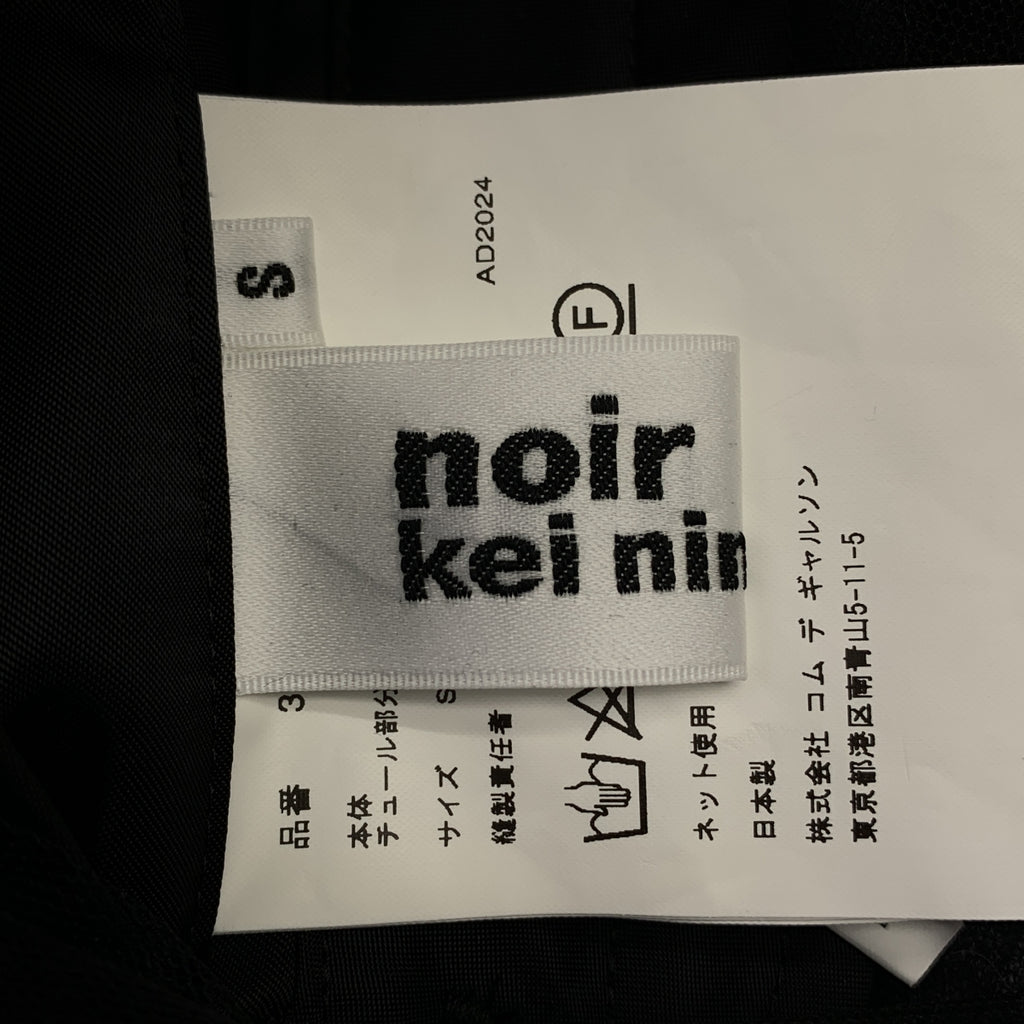 S
noir
kei nin
AD2024
F
品番 3
本体
チュール部分
サイズ S
縫製責任者
ネット使用
日本製
株式会社 コム デ ギャルソン
東京都港区南青山5-11-5